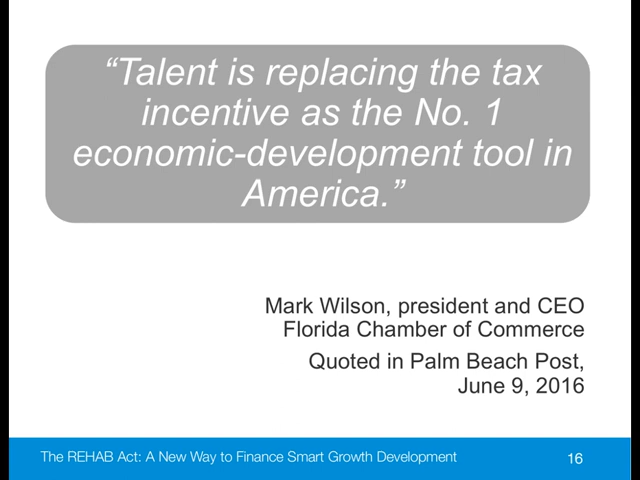 “Talent is replacing the tax
incentive as the No. 1
economic-development tool in
America.”
Mark Wilson, president and CEO
Florida Chamber of Commerce
Quoted in Palm Beach Post,
June 9, 2016
The REHAB Act: A New Way to Finance Smart Growth Development
16